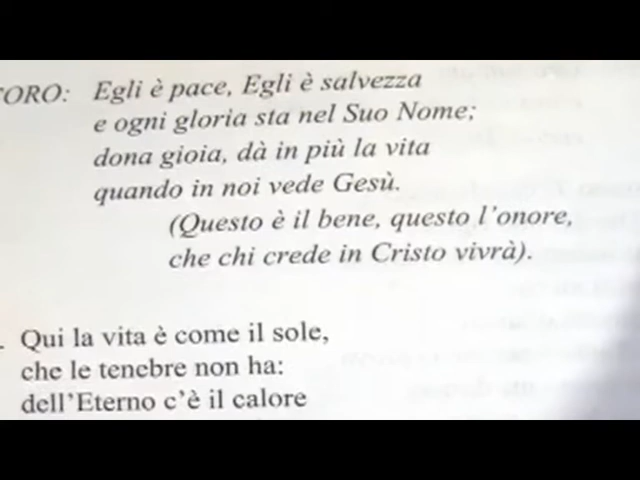 CORO: Egli è pace, Egli è salvezza
e ogni gloria sta nel Suo Nome;
dona gioia, dà in più la vita
quando in noi vede Gesù.
(Questo è il bene, questo l'onore,
che chi crede in Cristo vivrà).
Qui la vita è come il sole,
che le tenebre non ha:
dell'Eterno c'è il calore